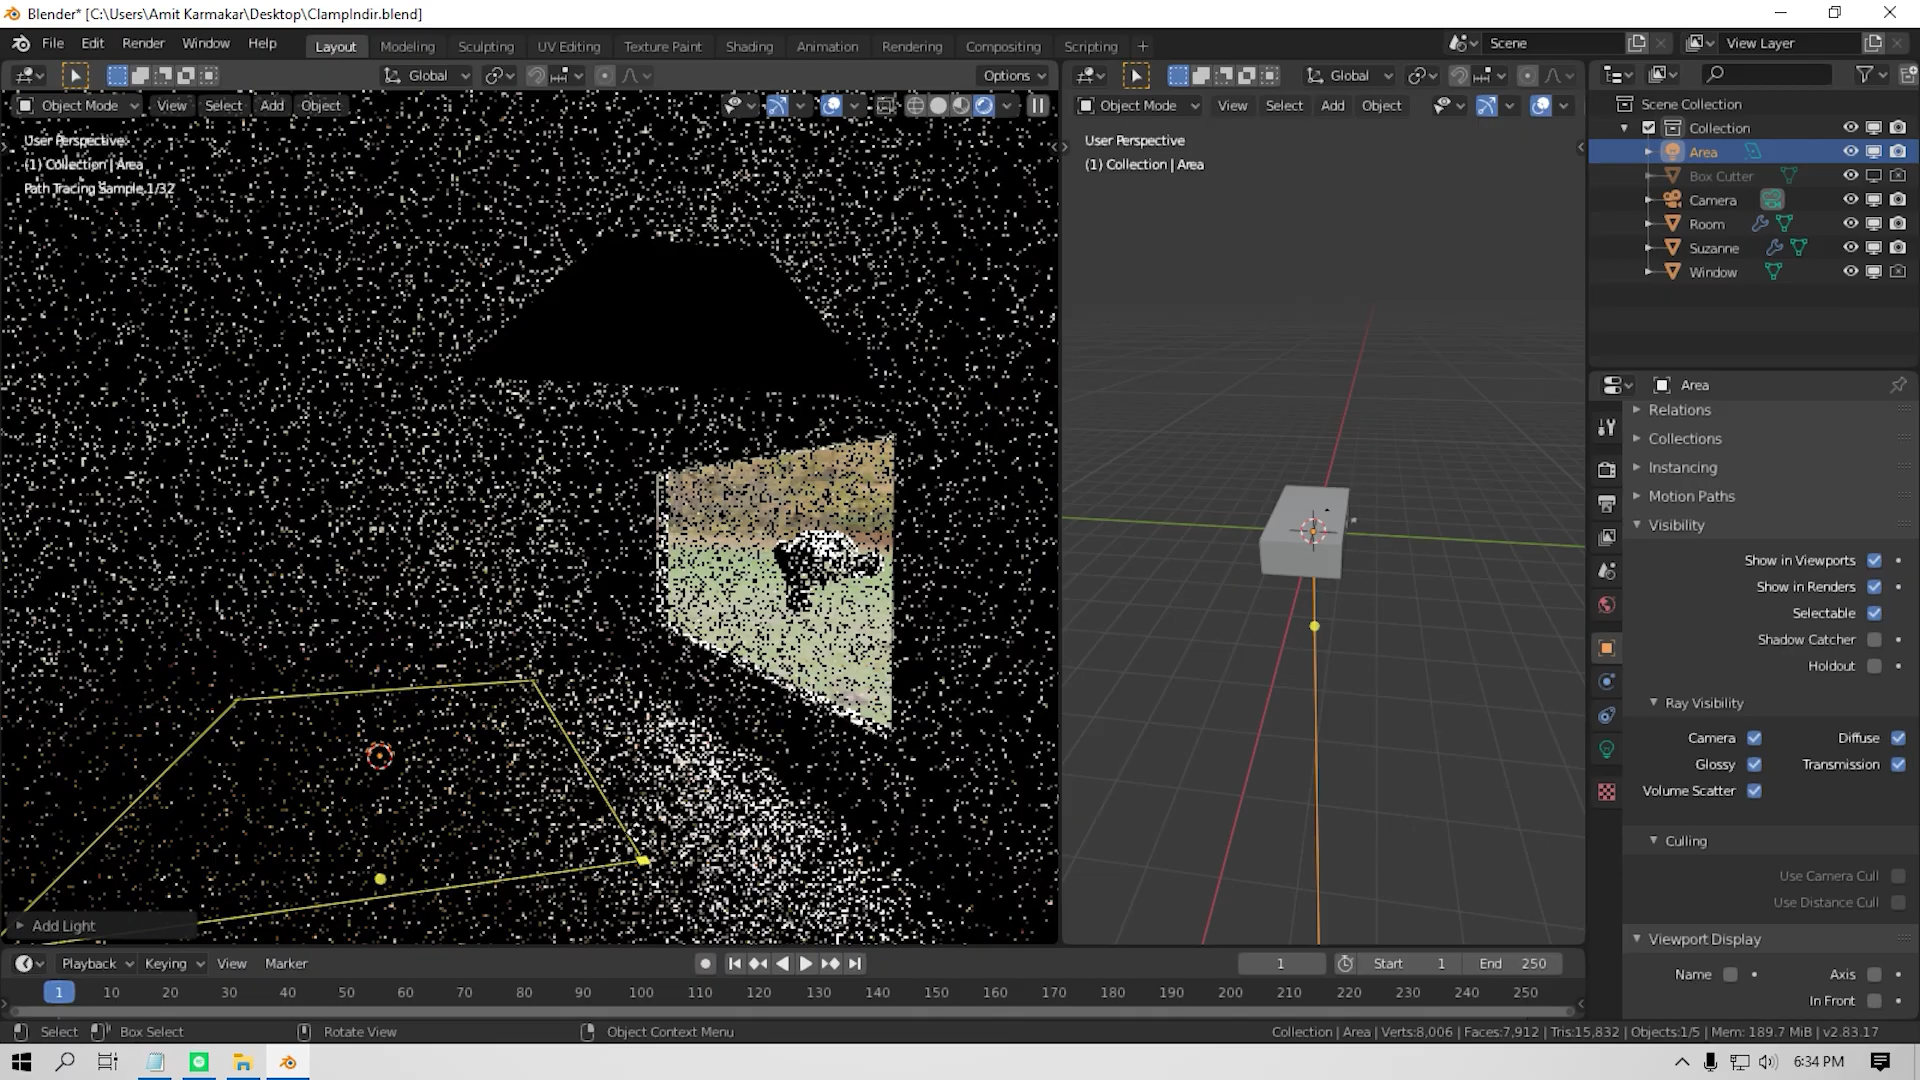 Blender* [C:\Users\Amit Karmakar\Desktop\ClampIndir.blend]
File Edit Render Window Help Layout Modeling Sculpting UV Editing Texture Paint Shading Animation Rendering Compositing Scripting + Scene View Layer
Global Options Global
Object Mode View Select Add Object
Object Mode View Select Add Object
User Perspective
(1) Collection | Area
Path Tracing Sample 1/32
User Perspective
(1) Collection | Area
Scene Collection
Collection
Area
Box Cutter
Camera
Room
Suzanne
Window
Area
Relations
Collections
Instancing
Motion Paths
Visibility
Show in Viewports
Show in Renders
Selectable
Shadow Catcher
Holdout
Ray Visibility
Camera Diffuse
Glossy Transmission
Volume Scatter
Culling
Use Camera Cull
Use Distance Cull
Viewport Display
Name Axis
In Front
Add Light
Playback Keying View Marker 1 Start 1 End 250
1 10 20 30 40 50 60 70 80 90 100 110 120 130 140 150 160 170 180 190 200 210 220 230 240 250
Select Box Select Rotate View Object Context Menu Collection | Area | Verts:8,006 | Faces:7,912 | Tris:15,832 | Objects:1/5 | Mem: 189.7 MiB | v2.83.17
6:34 PM